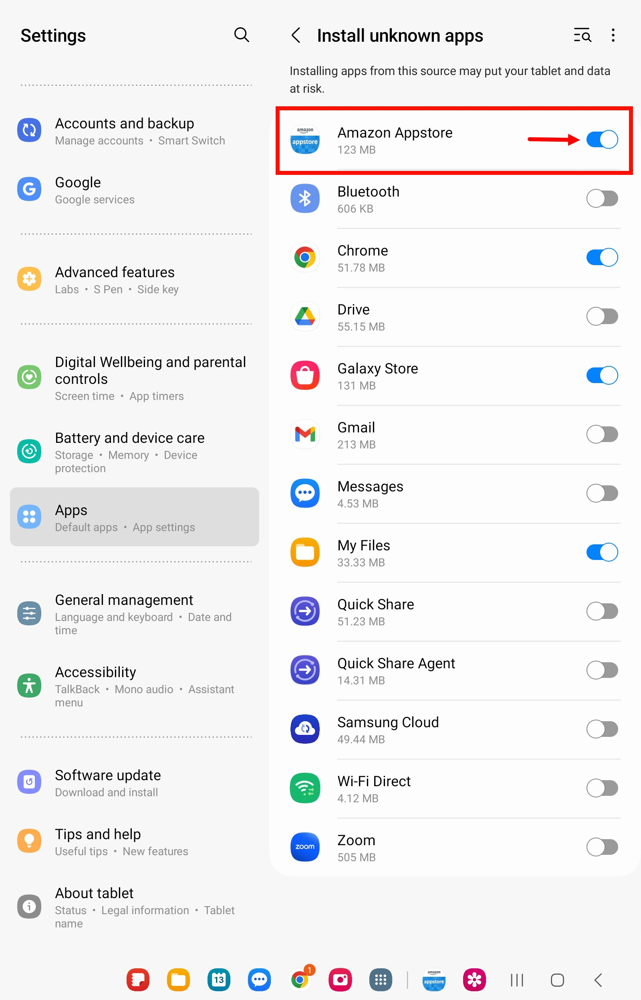 Settings
Accounts and backup
Manage accounts • Smart Switch
Google
Google services
Advanced features
Labs • S Pen • Side key
Digital Wellbeing and parental
controls
Screen time • App timers
Battery and device care
Storage • Memory • Device
protection
Apps
Default apps • App settings
General management
Language and keyboard • Date and
time
Accessibility
TalkBack • Mono audio • Assistant
menu
Software update
Download and install
Tips and help
Useful tips • New features
About tablet
Status • Legal information • Tablet
name
Install unknown apps
Installing apps from this source may put your tablet and data
at risk.
amazon
appstore
Amazon Appstore
123 MB
Bluetooth
606 KB
Chrome
51.78 MB
Drive
55.15 MB
Galaxy Store
131 MB
Gmail
213 MB
Messages
4.53 MB
My Files
33.33 MB
Quick Share
51.23 MB
Quick Share Agent
14.31 MB
Samsung Cloud
49.44 MB
Wi-Fi Direct
4.12 MB
zoom
Zoom
505 MB
13
1
amazon
appstore